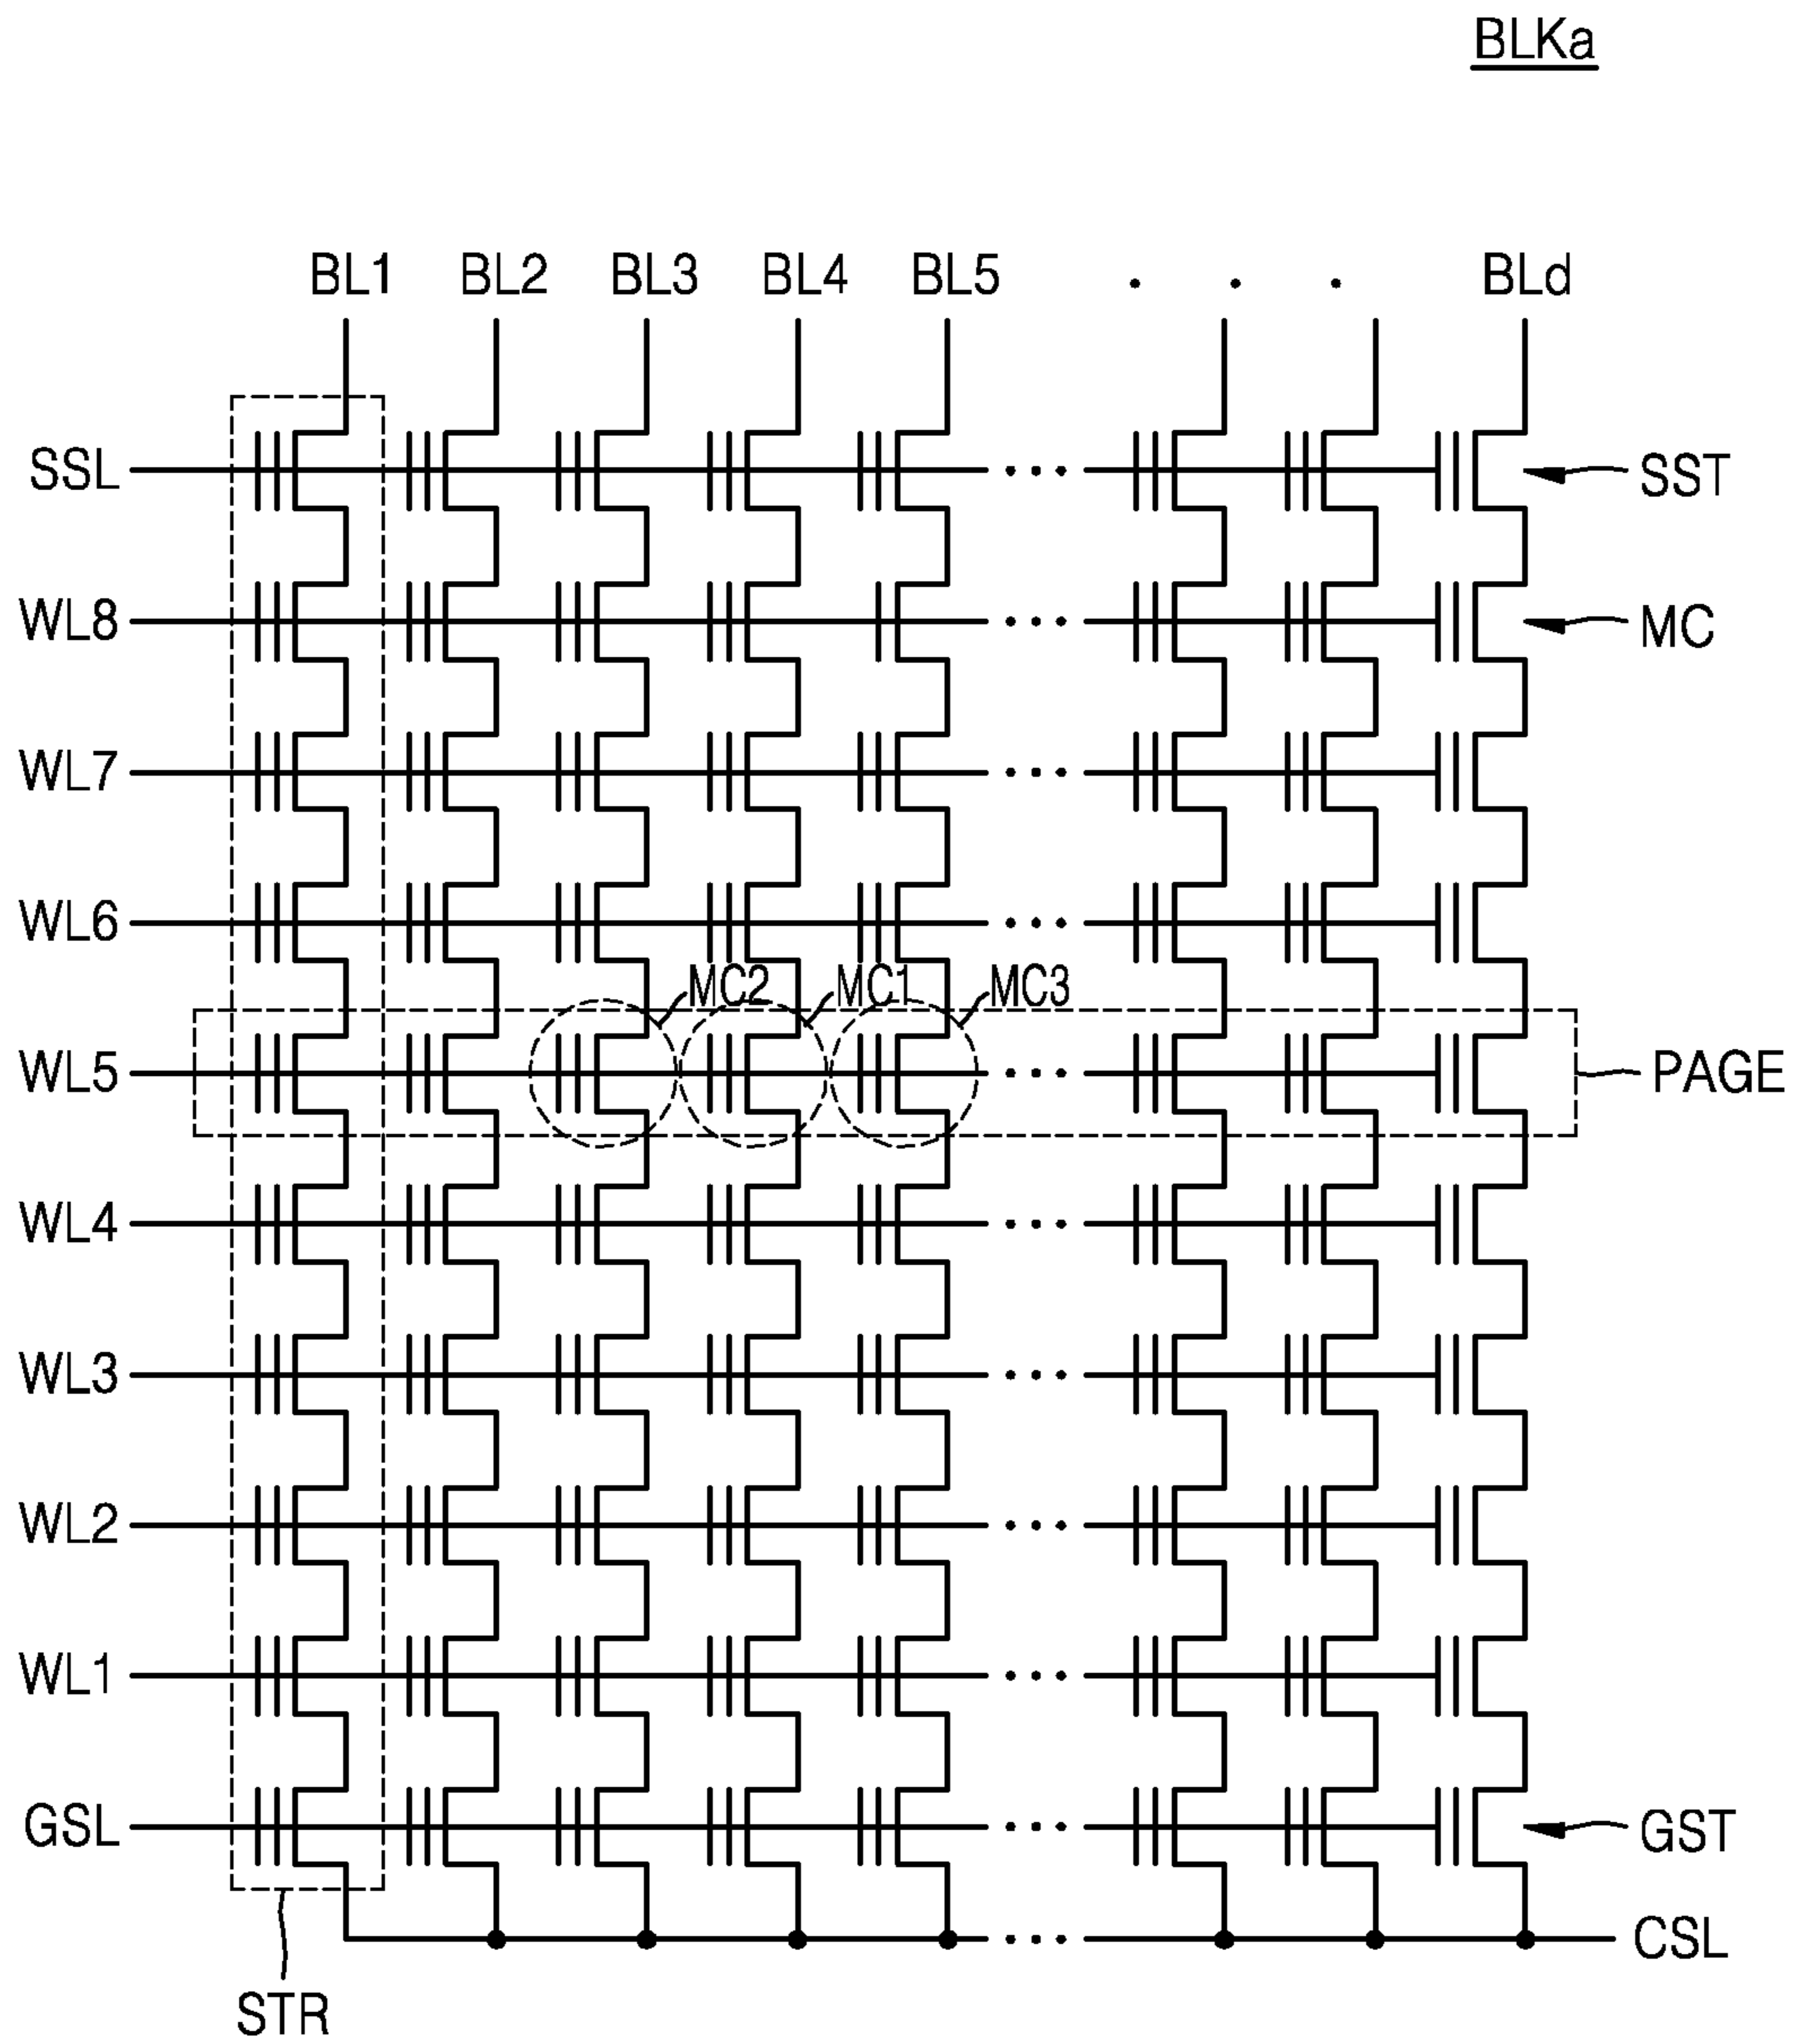 BLKa
BL1 BL2 BL3 BL4 BL5 . . . BLd
SSL ... SST
WL8 ... MC
WL7 ...
WL6 ...
MC2 MC1 MC3
WL5 ... PAGE
WL4 ...
WL3 ...
WL2 ...
WL1 ...
GSL ... GST
... CSL
STR